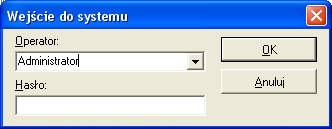 Wejście do systemu
Operator:
Administrator
OK
Hasło:
Anuluj